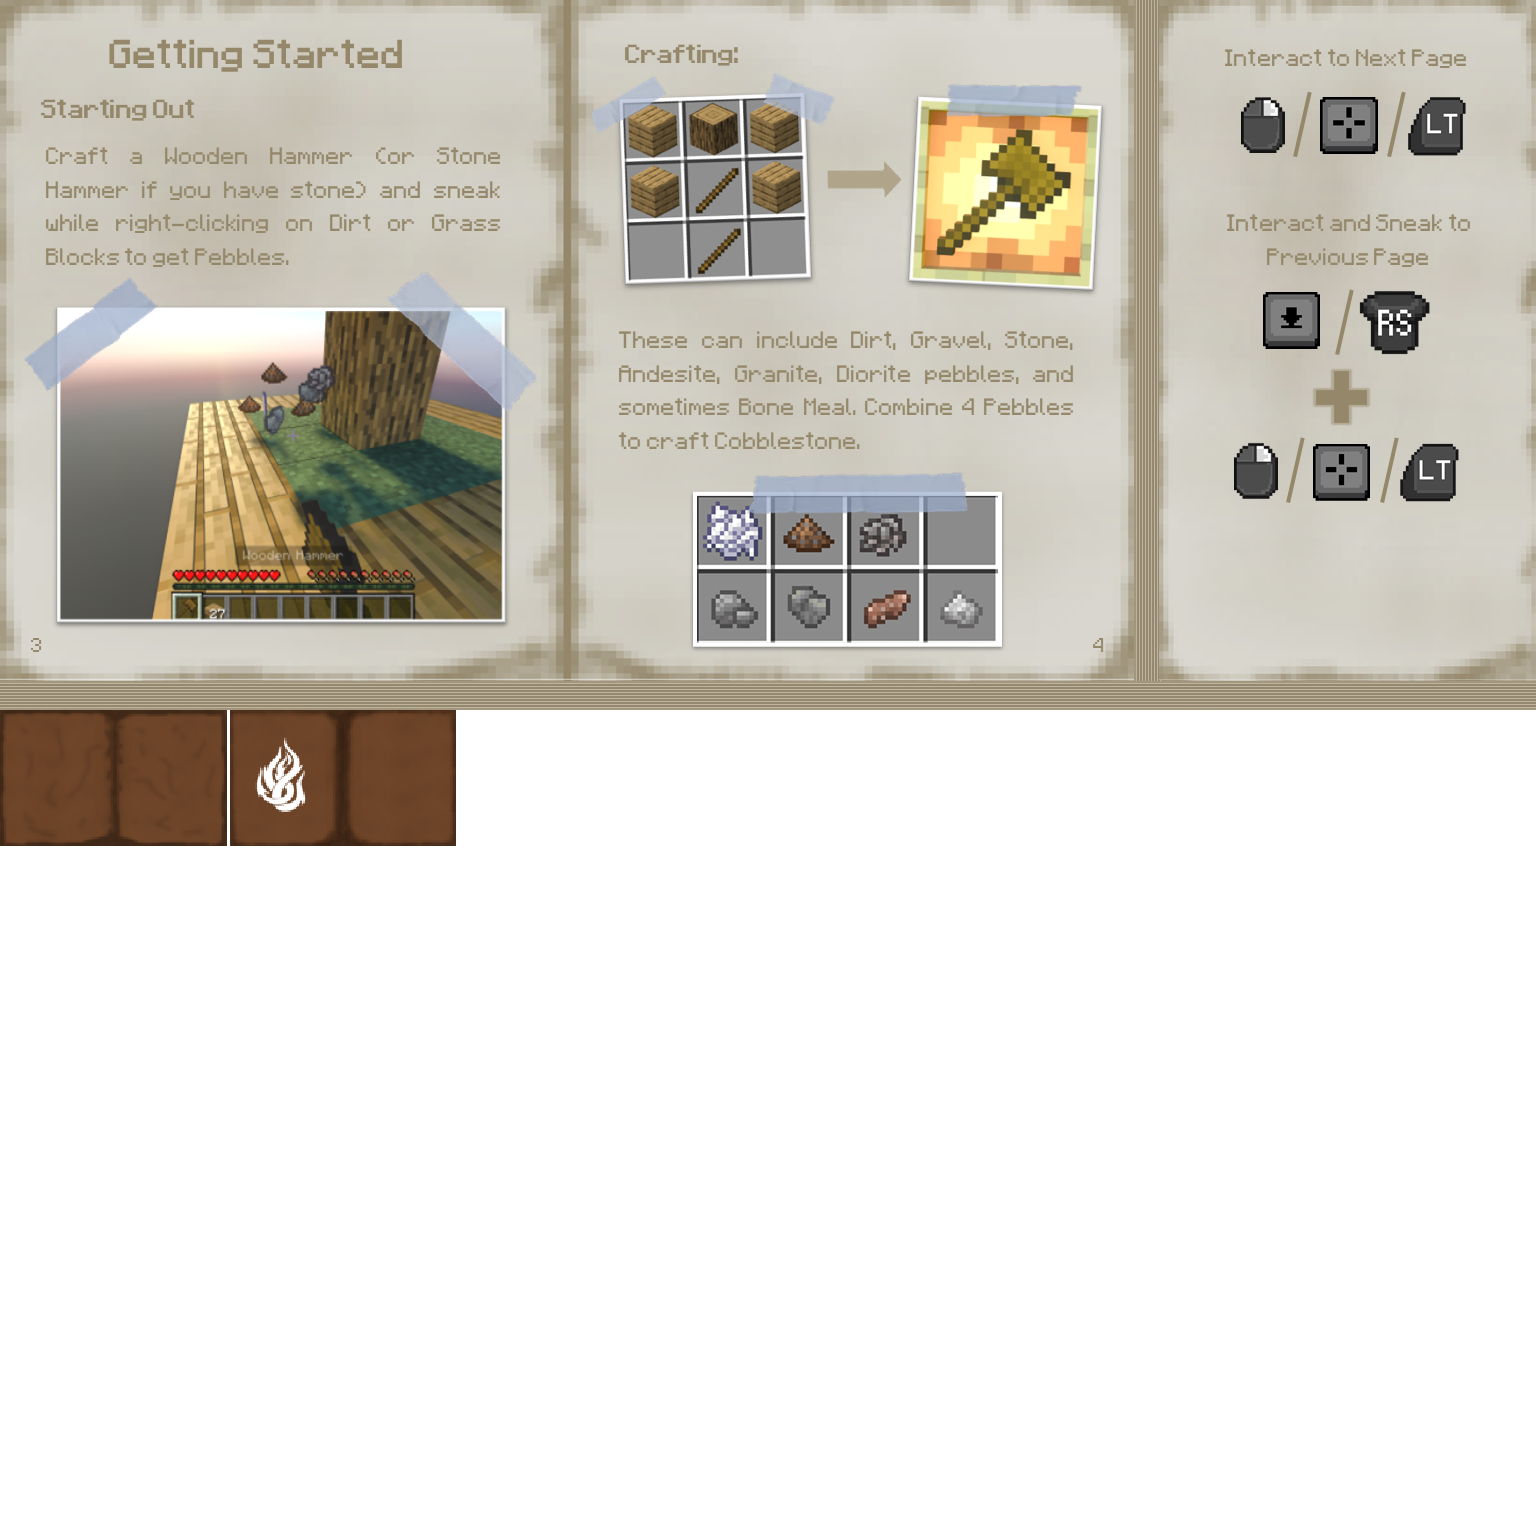 Getting Started
Starting Out
Craft a Wooden Hammer (or Stone
Hammer if you have stone) and sneak
while right-clicking on Dirt or Grass
Blocks to get Pebbles.
Wooden Hammer
27
3
Crafting:
These can include Dirt, Gravel, Stone,
Andesite, Granite, Diorite pebbles, and
sometimes Bone Meal. Combine 4 Pebbles
to craft Cobblestone.
4
Interact to Next Page
LT
Interact and Sneak to
Previous Page
RS
LT